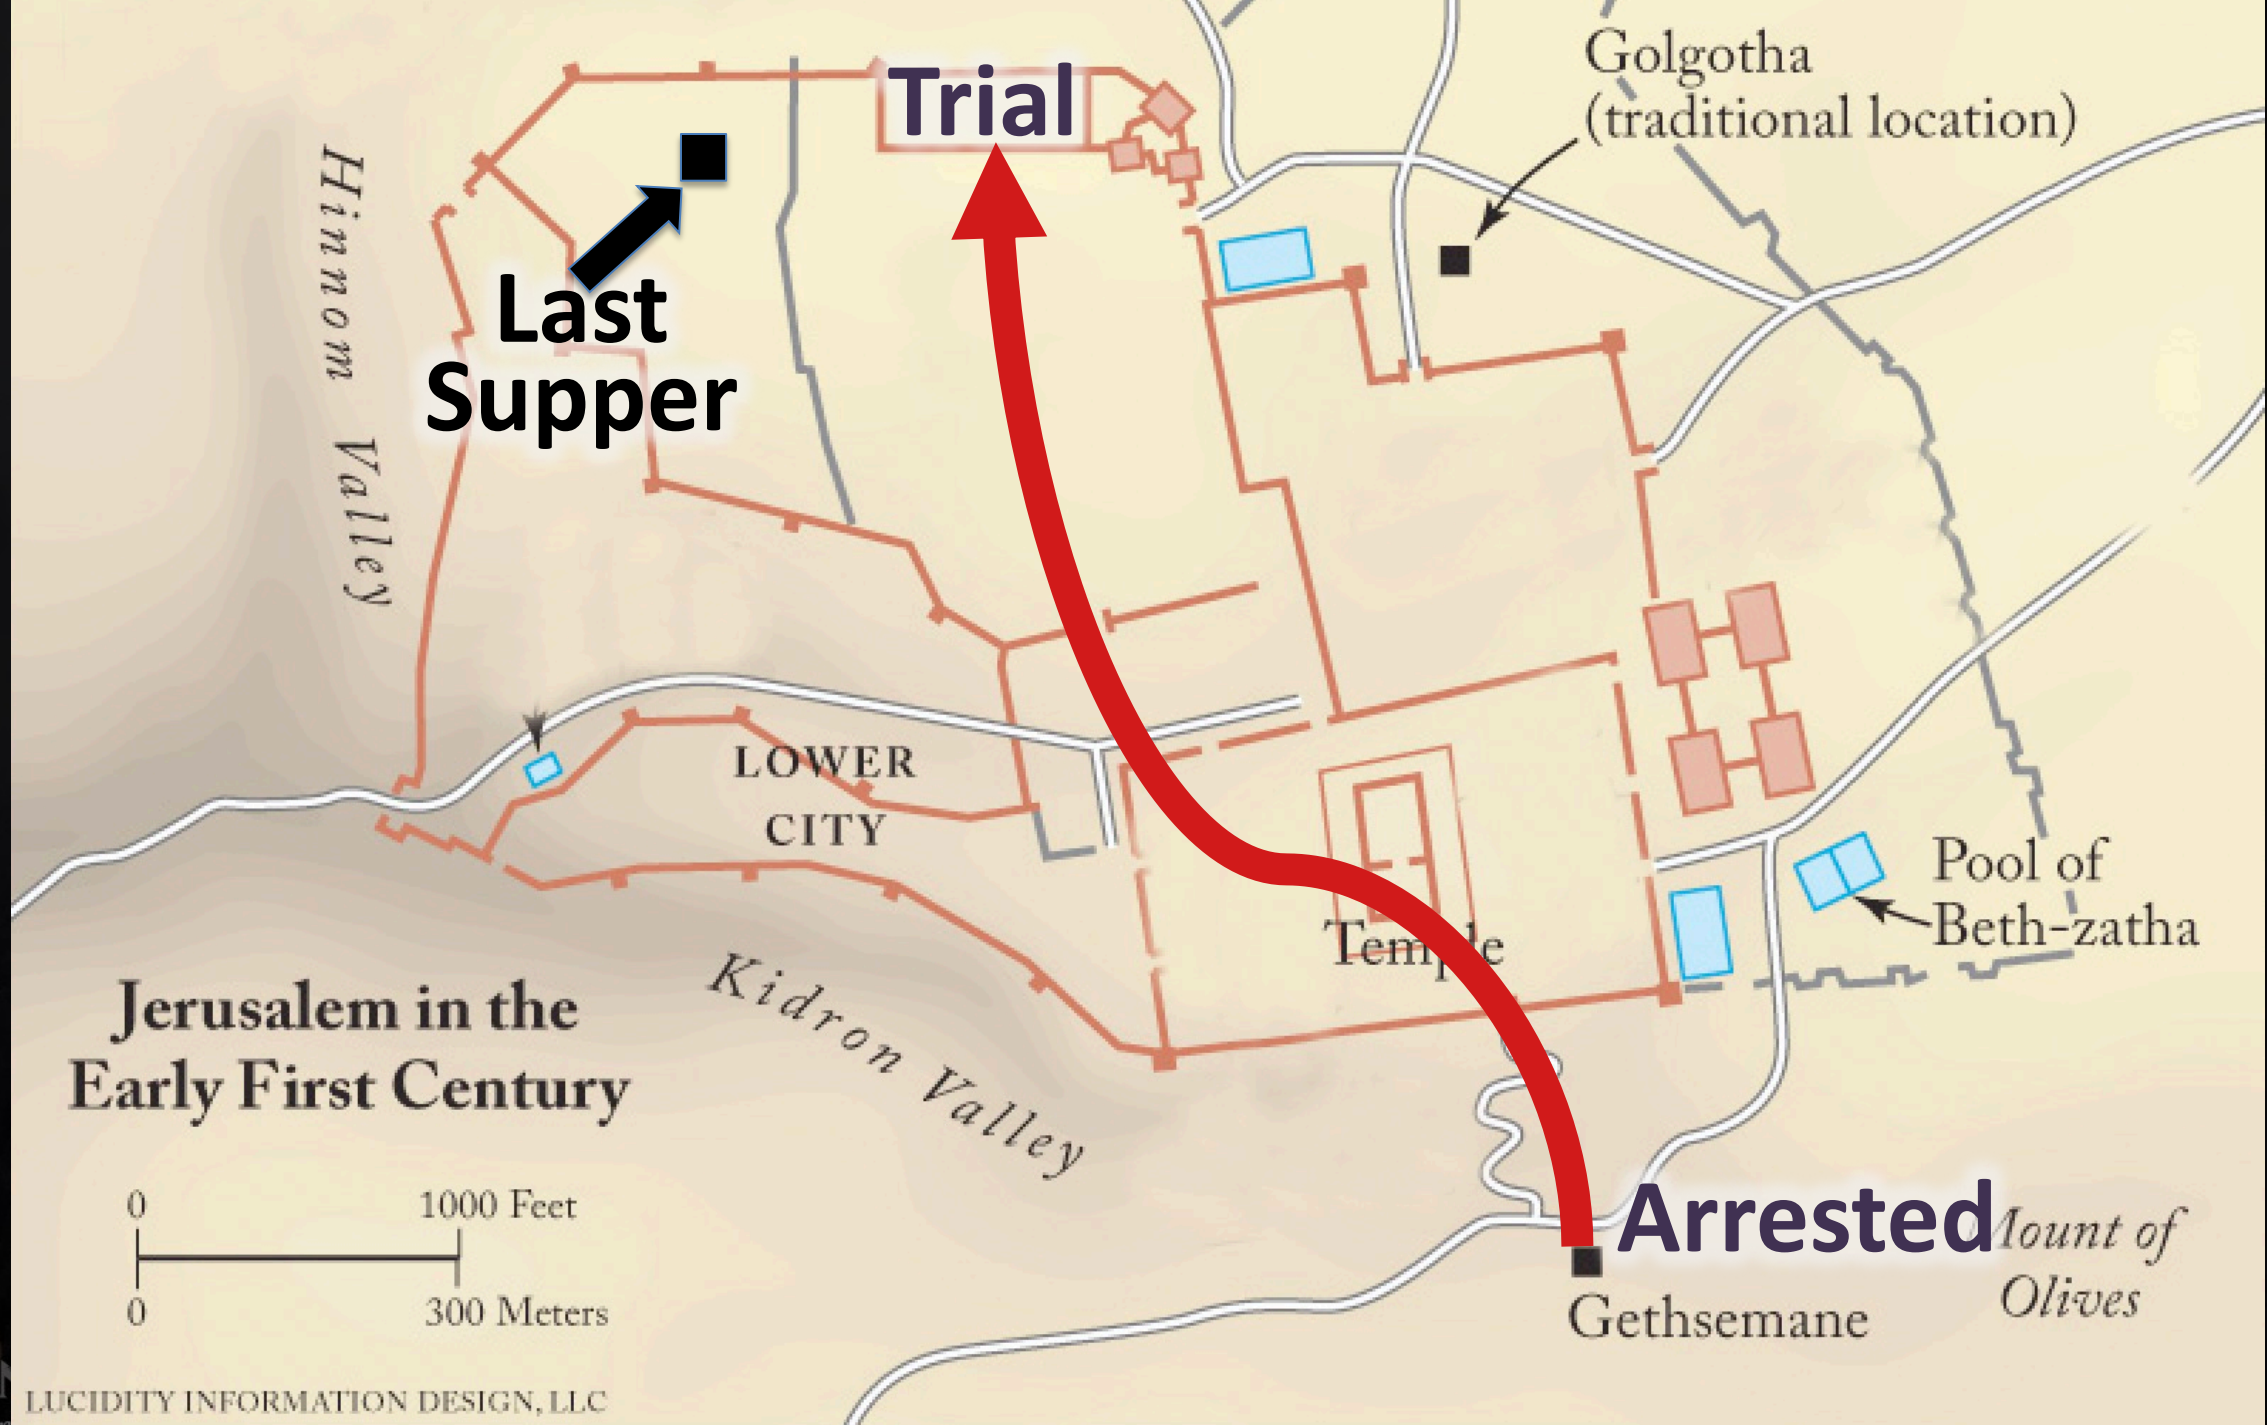 Golgotha
(traditional location)
Trial
Hinnom Valley
Last
Supper
LOWER
CITY
Temple
Pool of
Beth-zatha
Kidron Valley
Jerusalem in the
Early First Century
0
1000 Feet
0
300 Meters
Arrested
Mount of
Olives
Gethsemane
LUCIDITY INFORMATION DESIGN, LLC